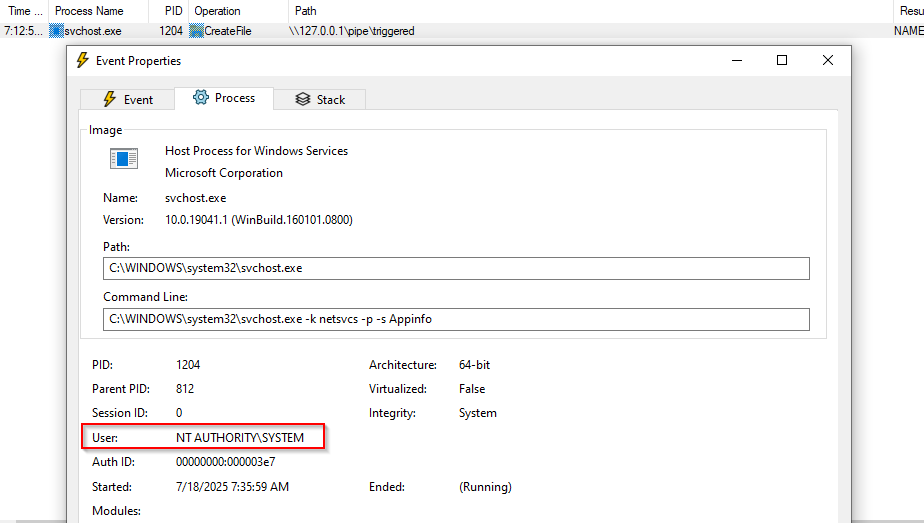 Time ... Process Name PID Operation Path Resu
7:12:5... svchost.exe 1204 CreateFile \\127.0.0.1\pipe\triggered NAME
Event Properties
Event Process Stack
Image
Host Process for Windows Services
Microsoft Corporation
Name: svchost.exe
Version: 10.0.19041.1 (WinBuild.160101.0800)
Path:
C:\WINDOWS\system32\svchost.exe
Command Line:
C:\WINDOWS\system32\svchost.exe -k netsvcs -p -s Appinfo
PID: 1204 Architecture: 64-bit
Parent PID: 812 Virtualized: False
Session ID: 0 Integrity: System
User: NT AUTHORITY\SYSTEM
Auth ID: 00000000:000003e7
Started: 7/18/2025 7:35:59 AM Ended: (Running)
Modules: